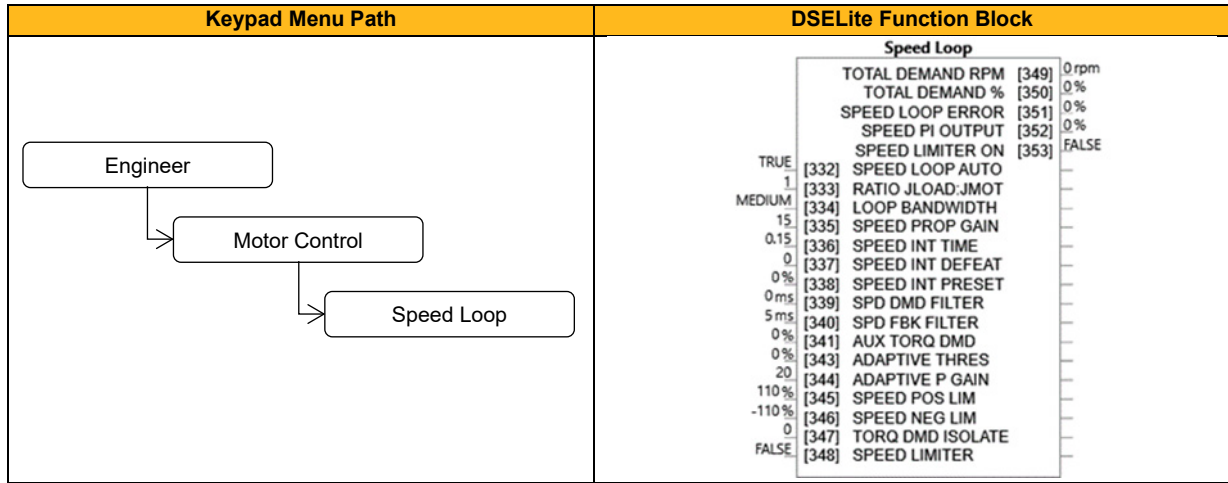 Keypad Menu Path
DSELite Function Block
Engineer
Motor Control
Speed Loop
Speed Loop
TOTAL DEMAND RPM [349] 0 rpm
TOTAL DEMAND % [350] 0 %
SPEED LOOP ERROR [351] 0 %
SPEED PI OUTPUT [352] 0 %
SPEED LIMITER ON [353] FALSE
TRUE [332] SPEED LOOP AUTO
1 [333] RATIO JLOAD:JMOT
MEDIUM [334] LOOP BANDWIDTH
15 [335] SPEED PROP GAIN
0.15 [336] SPEED INT TIME
0 [337] SPEED INT DEFEAT
0 % [338] SPEED INT PRESET
0 ms [339] SPD DMD FILTER
5 ms [340] SPD FBK FILTER
0 % [341] AUX TORQ DMD
0 % [343] ADAPTIVE THRES
20 [344] ADAPTIVE P GAIN
110 % [345] SPEED POS LIM
-110 % [346] SPEED NEG LIM
0 [347] TORQ DMD ISOLATE
FALSE [348] SPEED LIMITER